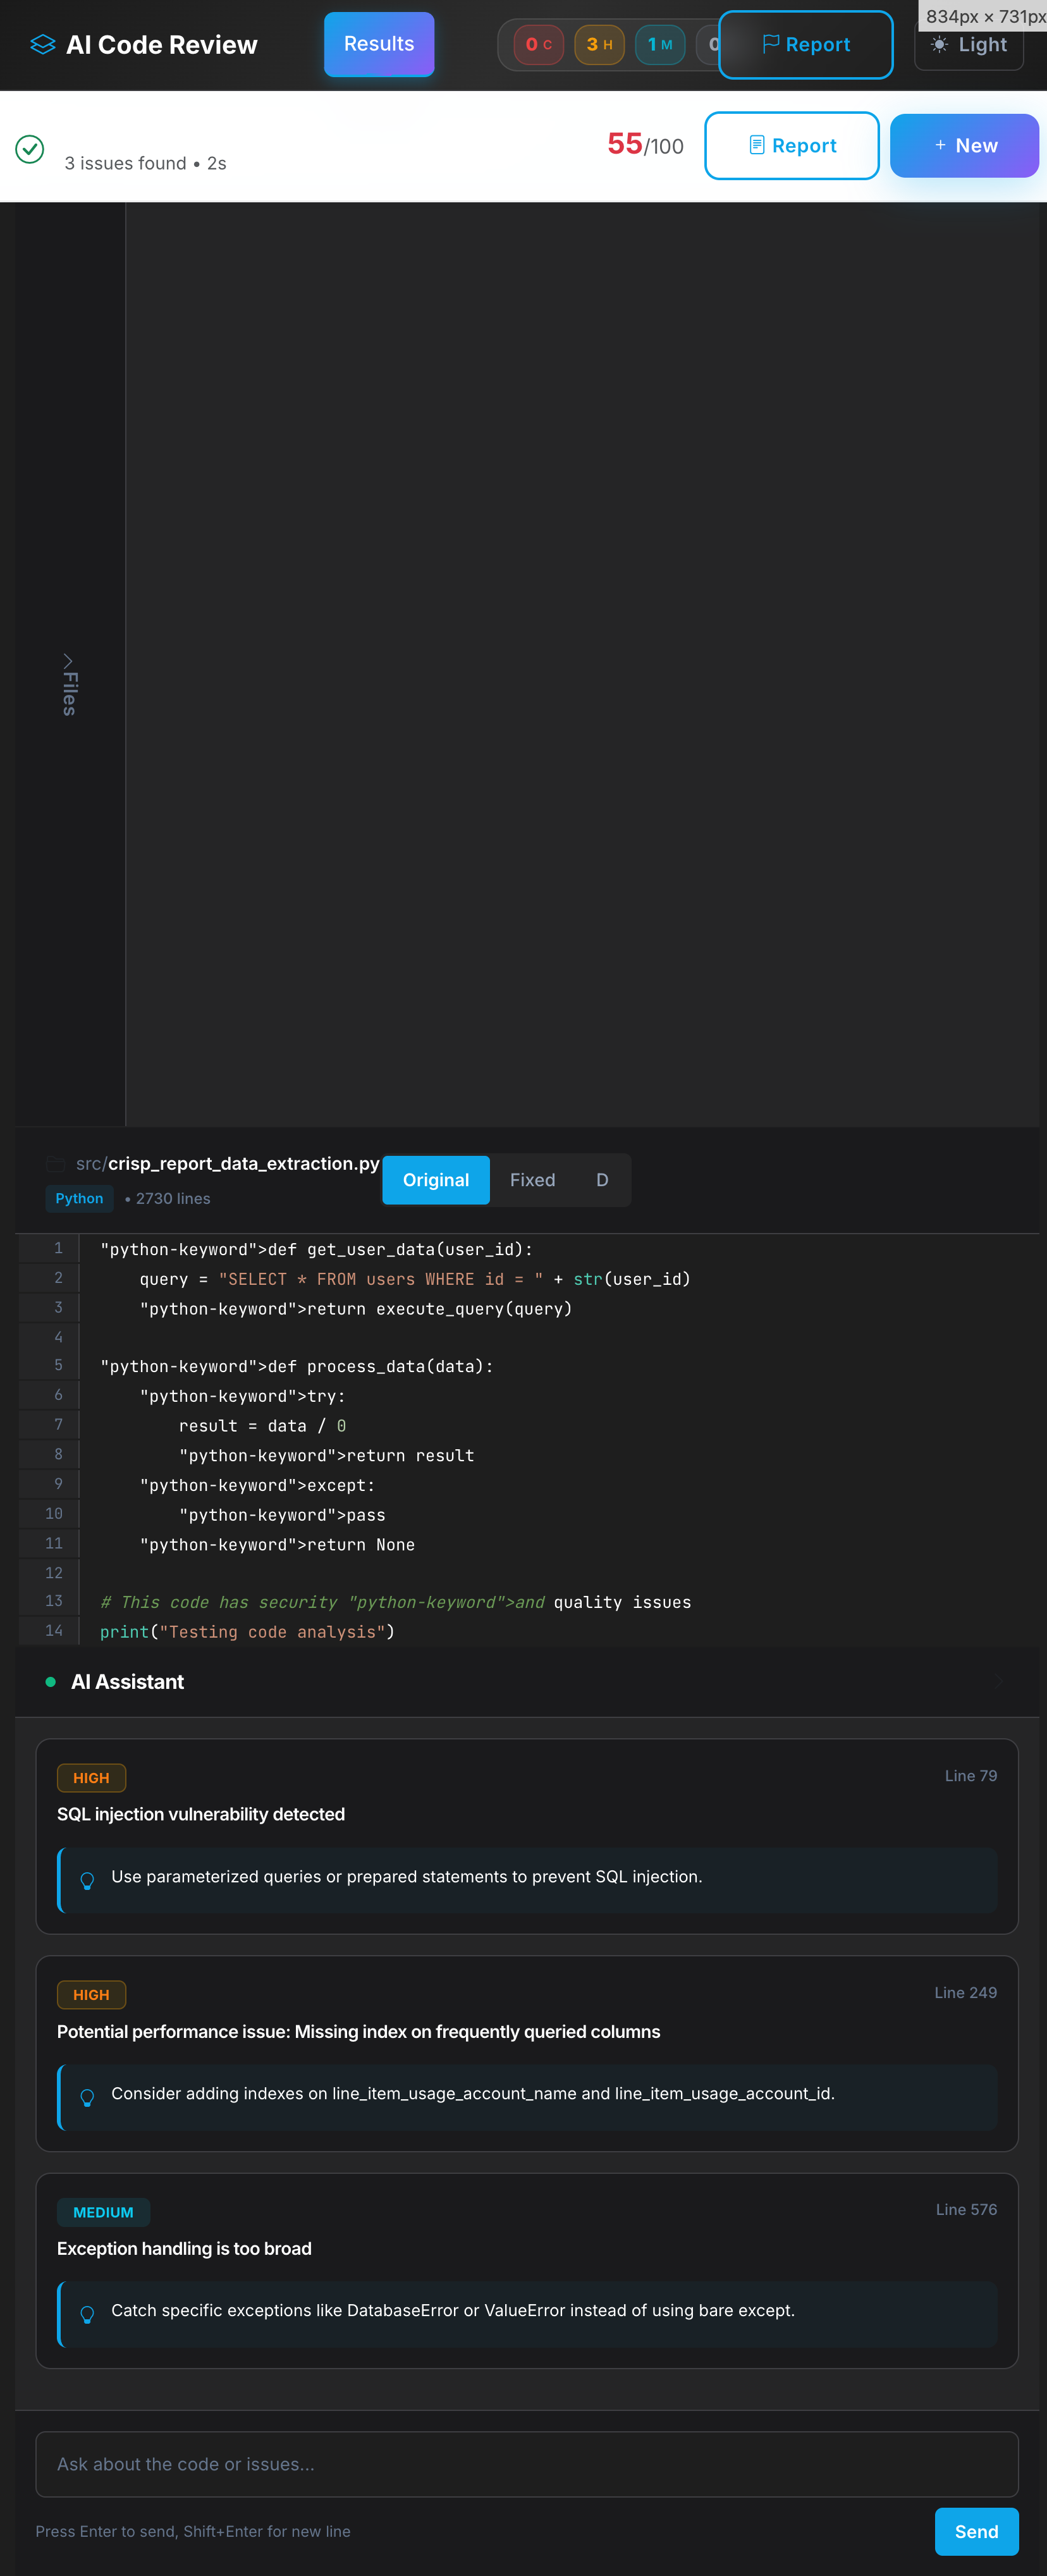 834px × 731px
AI Code Review
Results
0 C
3 H
1 M
0
Report
Light
3 issues found • 2s
55/100
Report
+ New
Files
src/crisp_report_data_extraction.py
Python • 2730 lines
Original
Fixed
D
1 "python-keyword">def get_user_data(user_id):
2     query = "SELECT * FROM users WHERE id = " + str(user_id)
3     "python-keyword">return execute_query(query)
4
5 "python-keyword">def process_data(data):
6     "python-keyword">try:
7         result = data / 0
8         "python-keyword">return result
9     "python-keyword">except:
10         "python-keyword">pass
11     "python-keyword">return None
12
13 # This code has security "python-keyword">and quality issues
14 print("Testing code analysis")
AI Assistant
HIGH
Line 79
SQL injection vulnerability detected
Use parameterized queries or prepared statements to prevent SQL injection.
HIGH
Line 249
Potential performance issue: Missing index on frequently queried columns
Consider adding indexes on line_item_usage_account_name and line_item_usage_account_id.
MEDIUM
Line 576
Exception handling is too broad
Catch specific exceptions like DatabaseError or ValueError instead of using bare except.
Ask about the code or issues...
Press Enter to send, Shift+Enter for new line
Send